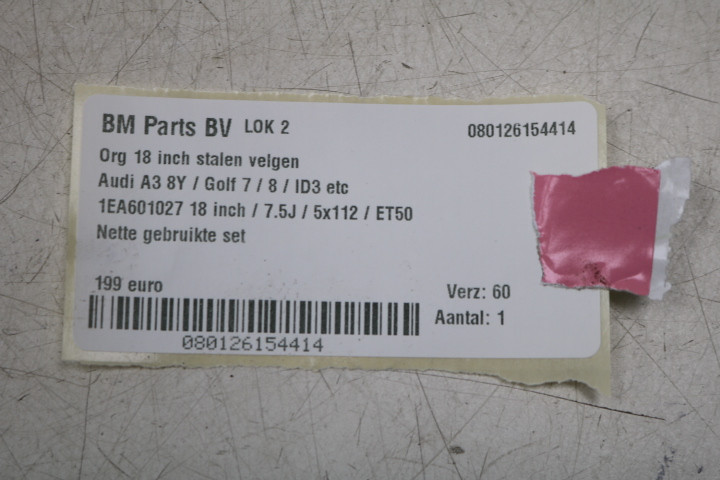 BM Parts BV LOK 2 080126154414
Org 18 inch stalen velgen
Audi A3 8Y / Golf 7 / 8 / ID3 etc
1EA601027 18 inch / 7.5J / 5x112 / ET50
Nette gebruikte set
199 euro Verz: 60
Aantal: 1
080126154414